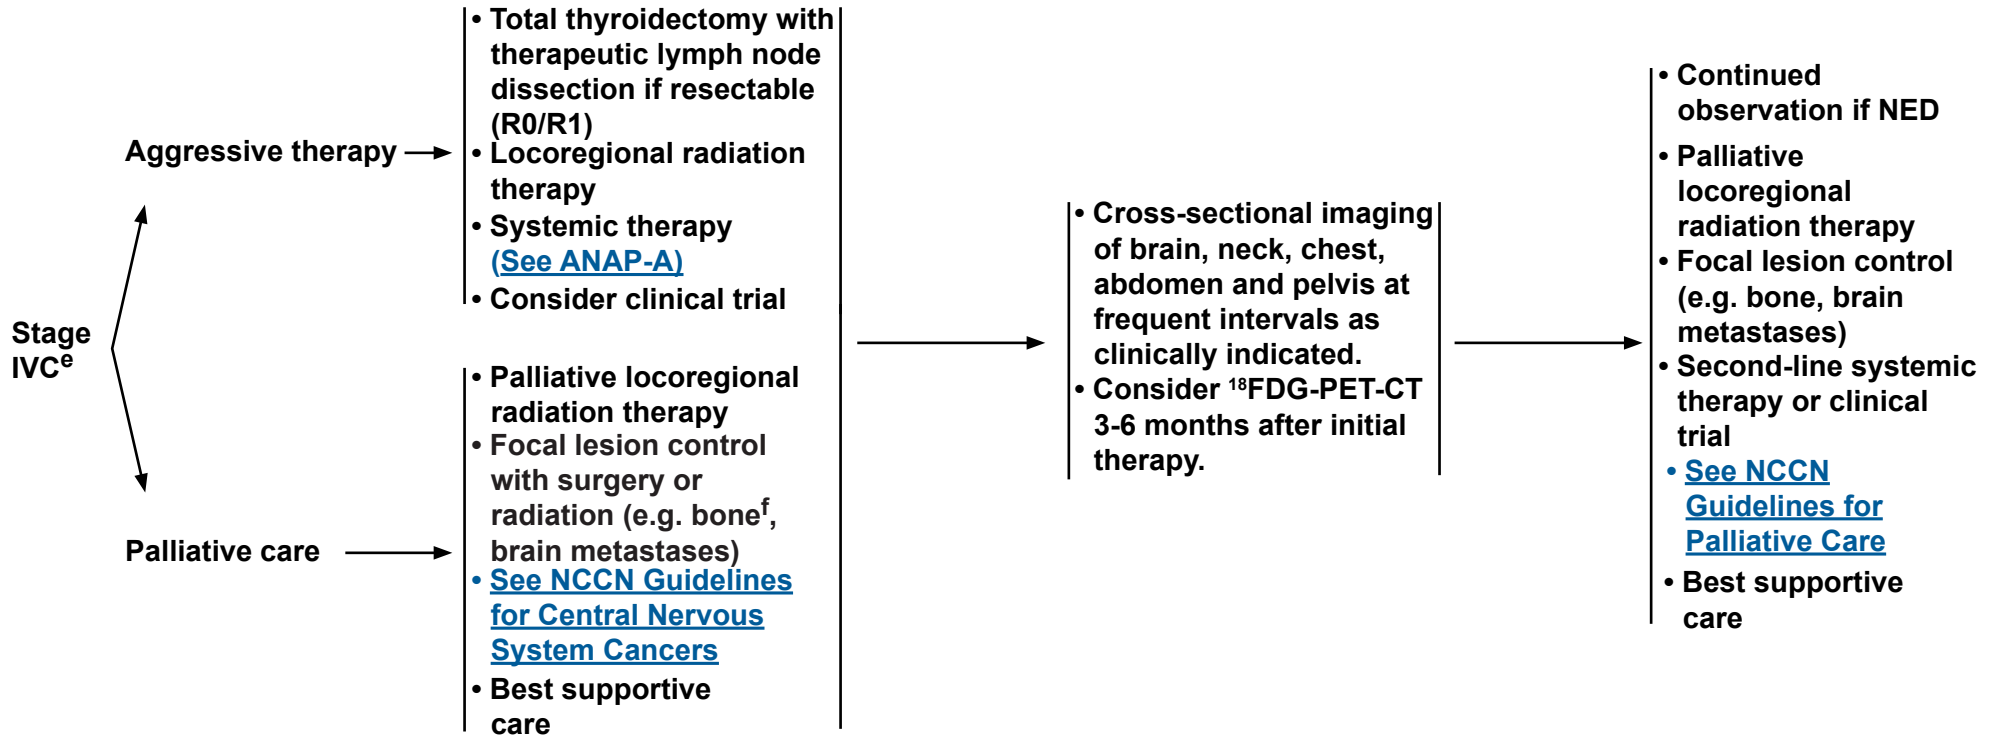 Stage
IVCe
Aggressive therapy
• Total thyroidectomy with
therapeutic lymph node
dissection if resectable
(R0/R1)
• Locoregional radiation
therapy
• Systemic therapy
(See ANAP-A)
• Consider clinical trial
Palliative care
• Palliative locoregional
radiation therapy
• Focal lesion control
with surgery or
radiation (e.g. bonef,
brain metastases)
• See NCCN Guidelines
for Central Nervous
System Cancers
• Best supportive
care
• Cross-sectional imaging
of brain, neck, chest,
abdomen and pelvis at
frequent intervals as
clinically indicated.
• Consider 18FDG-PET-CT
3-6 months after initial
therapy.
• Continued
observation if NED
• Palliative
locoregional
radiation therapy
• Focal lesion control
(e.g. bone, brain
metastases)
• Second-line systemic
therapy or clinical
trial
• See NCCN
Guidelines for
Palliative Care
• Best supportive
care